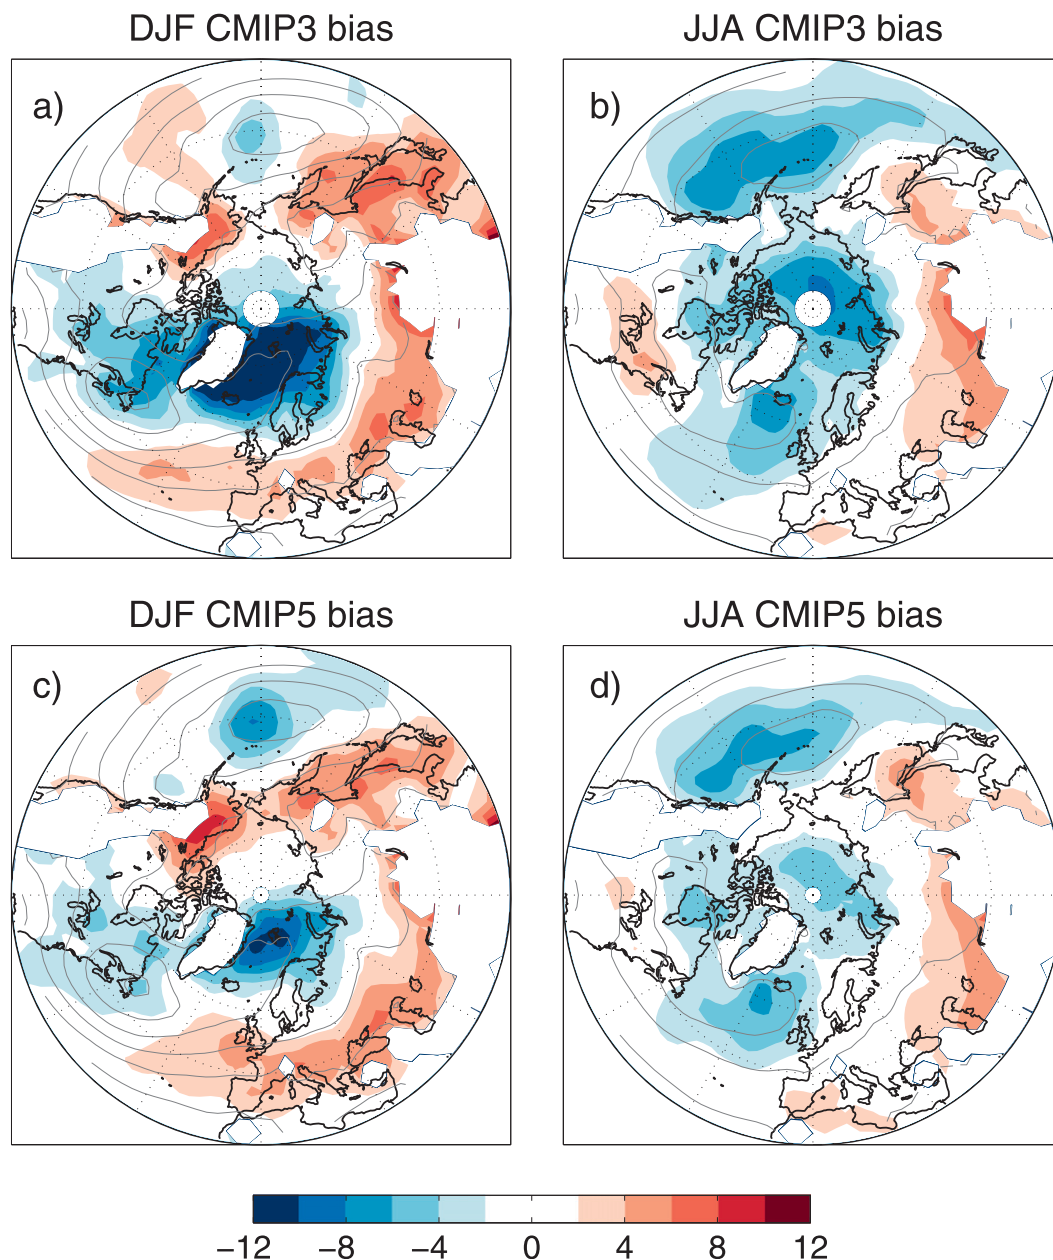 DJF CMIP3 bias
JJA CMIP3 bias
a)
b)
DJF CMIP5 bias
JJA CMIP5 bias
c)
d)
−12 −8 −4 0 4 8 12